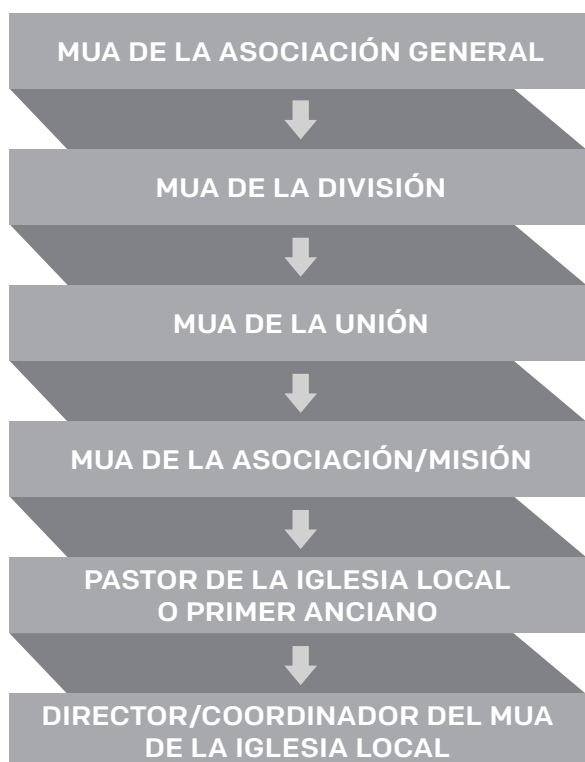 MUA DE LA ASOCIACIÓN GENERAL
MUA DE LA DIVISIÓN
MUA DE LA UNIÓN
MUA DE LA ASOCIACIÓN/MISIÓN
PASTOR DE LA IGLESIA LOCAL
O PRIMER ANCIANO
DIRECTOR/COORDINADOR DEL MUA
DE LA IGLESIA LOCAL